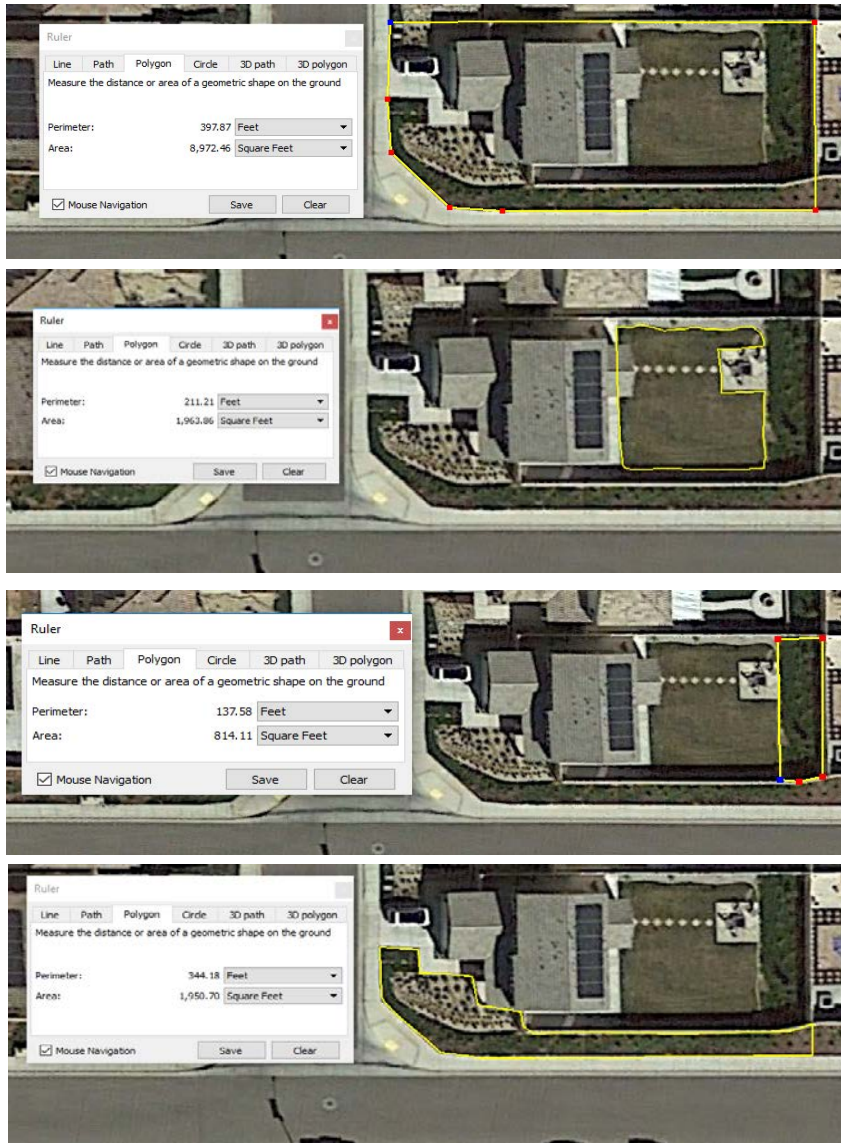 Ruler
Line Path Polygon Circle 3D path 3D polygon
Measure the distance or area of a geometric shape on the ground
Perimeter: 397.87 Feet
Area: 8,972.46 Square Feet
Mouse Navigation Save Clear
Ruler x
Line Path Polygon Circle 3D path 3D polygon
Measure the distance or area of a geometric shape on the ground
Perimeter: 211.21 Feet
Area: 1,963.86 Square Feet
Mouse Navigation Save Clear
Ruler x
Line Path Polygon Circle 3D path 3D polygon
Measure the distance or area of a geometric shape on the ground
Perimeter: 137.58 Feet
Area: 814.11 Square Feet
Mouse Navigation Save Clear
Ruler
Line Path Polygon Circle 3D path 3D polygon
Measure the distance or area of a geometric shape on the ground
Perimeter: 344.18 Feet
Area: 1,950.70 Square Feet
Mouse Navigation Save Clear